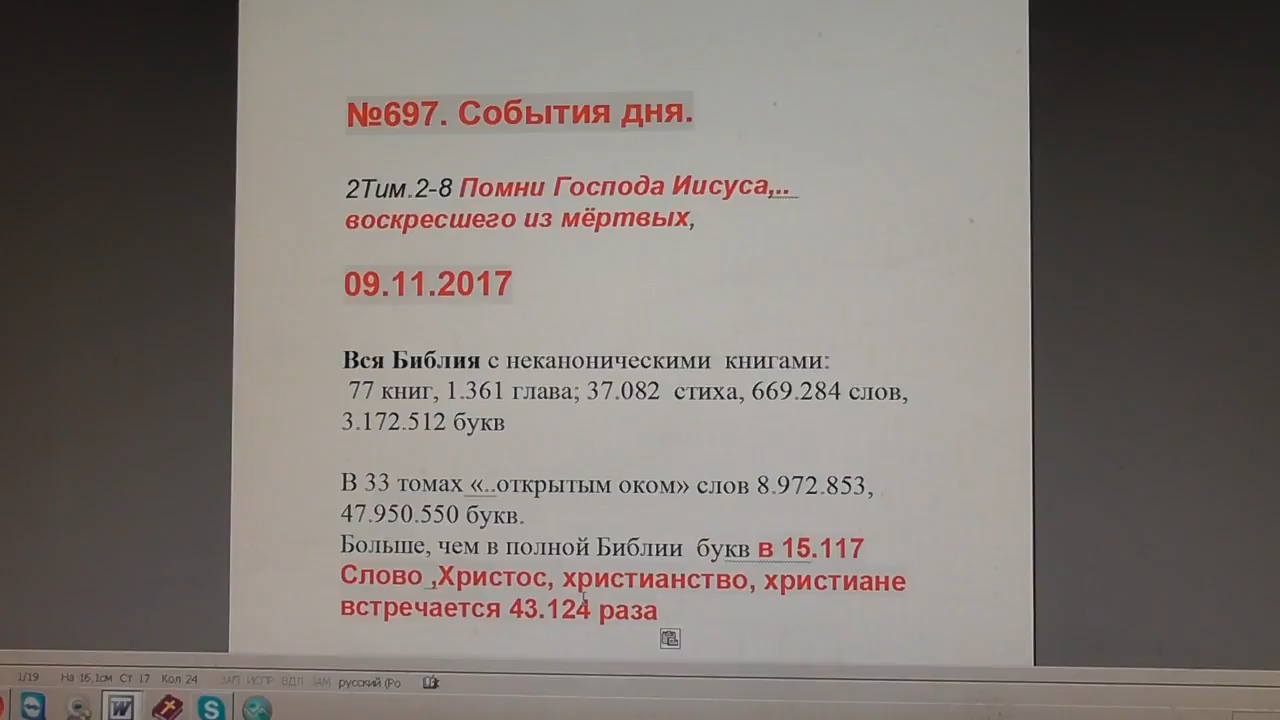 №697. События дня.
2Тим.2-8 Помни Господа Иисуса,..
воскресшего из мёртвых,
09.11.2017
Вся Библия с неканоническими книгами:
77 книг, 1.361 глава; 37.082 стиха, 669.284 слов,
3.172.512 букв
В 33 томах «..открытым оком» слов 8.972.853,
47.950.550 букв.
Больше, чем в полной Библии букв в 15.117
Слово ,Христос, христианство, христиане
встречается 43.124 раза
1/19 На 16,1см Ст 17 Кол 24 ЗАП ИСПР ВДЛ ЗАМ русский (Ро